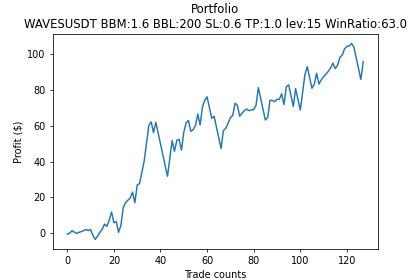 Portfolio
WAVESUSDT BBM:1.6 BBL:200 SL:0.6 TP:1.0 lev:15 WinRatio:63.0
Profit ($)
100
80
60
40
20
0
0 20 40 60 80 100 120
Trade counts